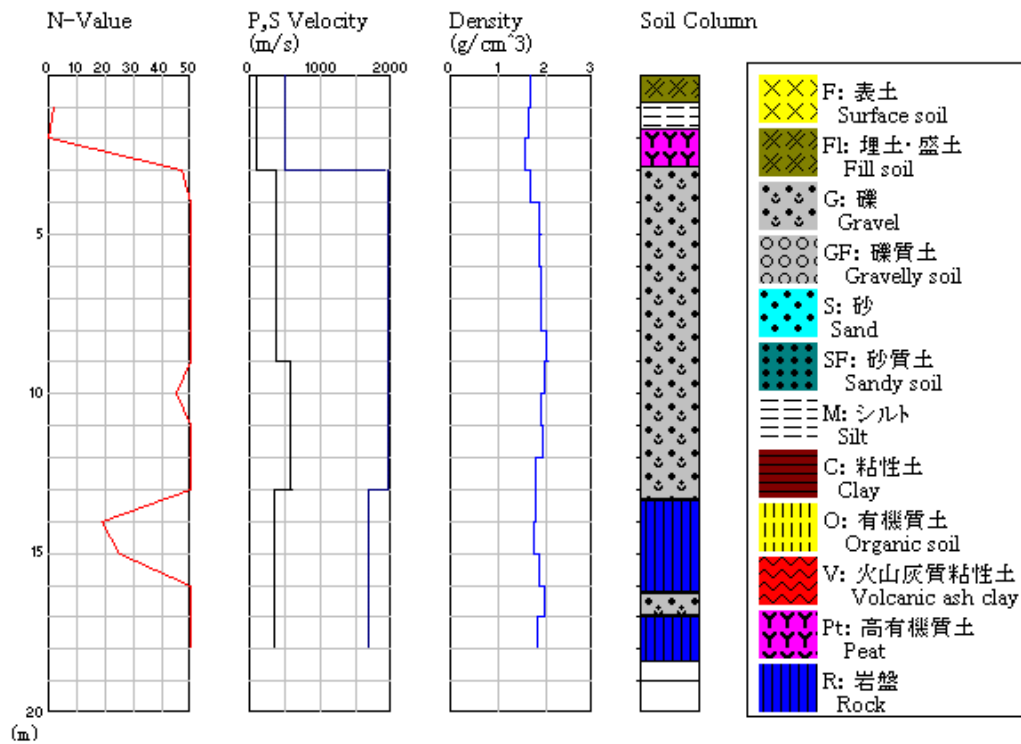 N-Value
P,S Velocity
(m/s)
Density
(g/cm^3)
Soil Column
0 10 20 30 40 50
0 1000 2000
0 1 2 3
5
10
15
20
(m)
F: 表土
Surface soil
Fl: 埋土・盛土
Fill soil
G: 礫
Gravel
GF: 礫質土
Gravelly soil
S: 砂
Sand
SF: 砂質土
Sandy soil
M: シルト
Silt
C: 粘性土
Clay
O: 有機質土
Organic soil
V: 火山灰質粘性土
Volcanic ash clay
Pt: 高有機質土
Peat
R: 岩盤
Rock